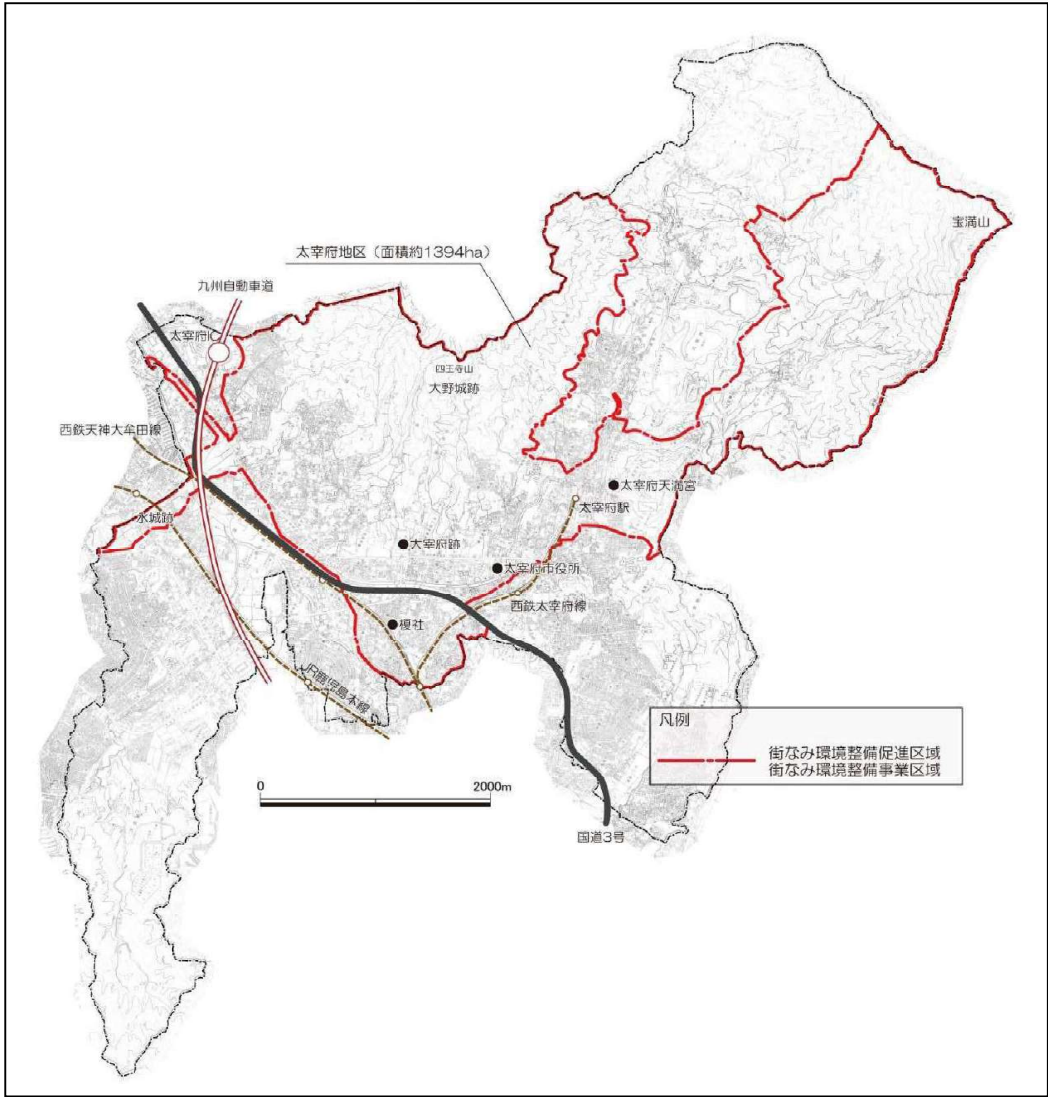 宝満山
太宰府地区(面積約1394ha)
九州自動車道
太宰府IC
四王寺山
大野城跡
西鉄天神大牟田線
太宰府天満宮
太宰府駅
水城跡
大宰府跡
太宰府市役所
西鉄太宰府線
榎社
JR鹿児島本線
凡例
街なみ環境整備促進区域
街なみ環境整備事業区域
0
2000m
国道3号